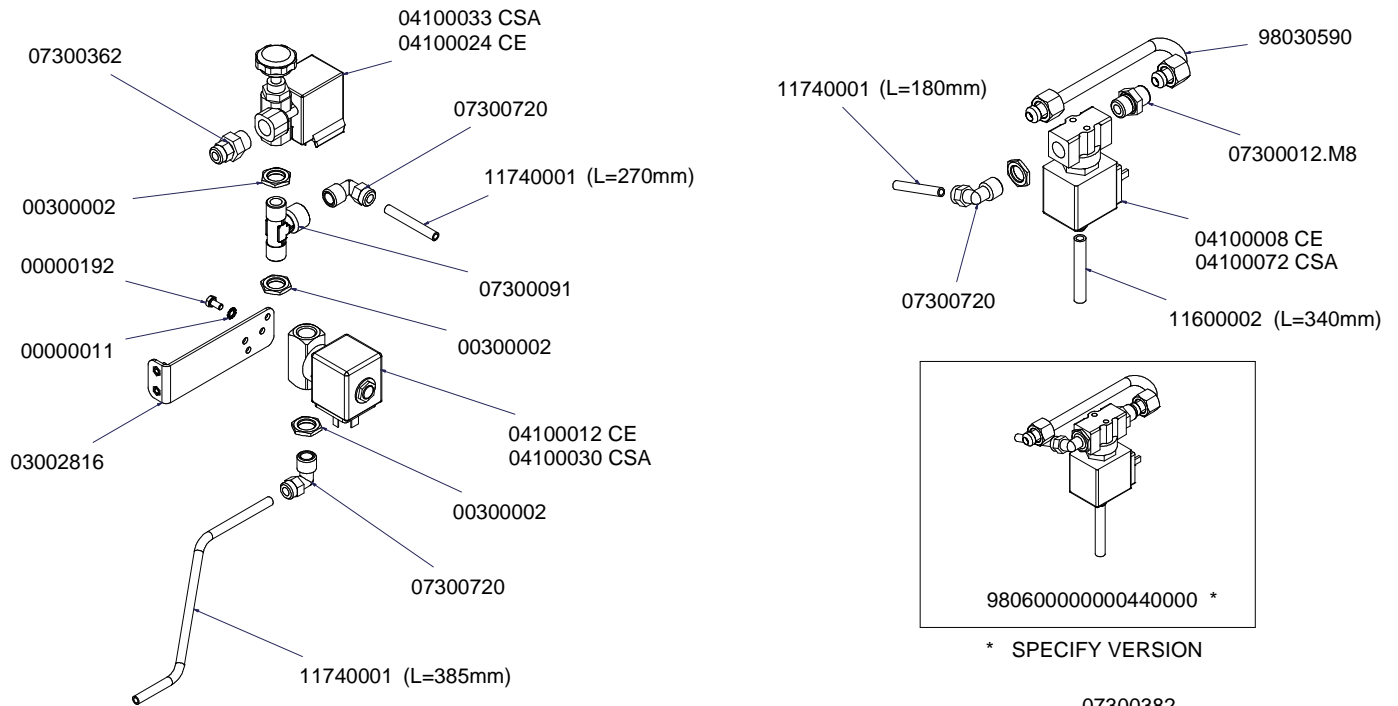 04100033 CSA
04100024 CE
07300362
07300720
11740001 (L=270mm)
00300002
00000192
07300091
00000011
00300002
04100012 CE
04100030 CSA
03002816
00300002
07300720
11740001 (L=385mm)
98030590
11740001 (L=180mm)
07300012.M8
04100008 CE
04100072 CSA
07300720
11600002 (L=340mm)
980600000000440000 *
* SPECIFY VERSION
07300382